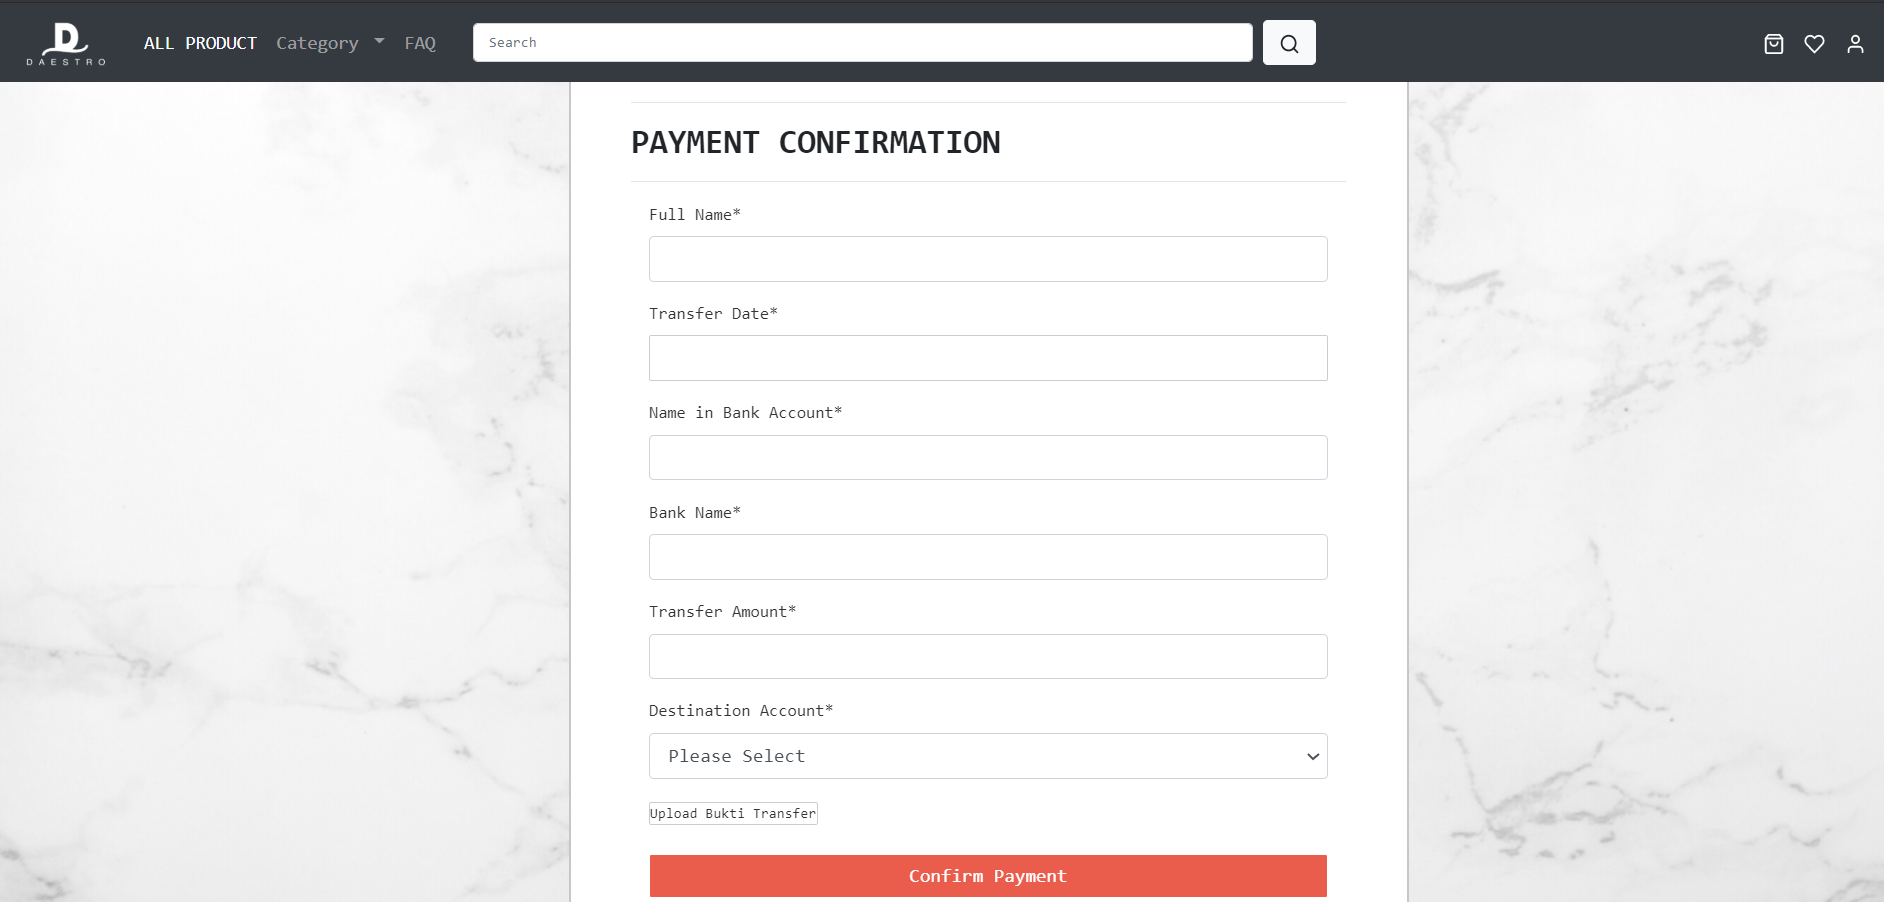 D
DAESTRO
ALL PRODUCT Category FAQ Search
PAYMENT CONFIRMATION
Full Name*
Transfer Date*
Name in Bank Account*
Bank Name*
Transfer Amount*
Destination Account*
Please Select
Upload Bukti Transfer
Confirm Payment